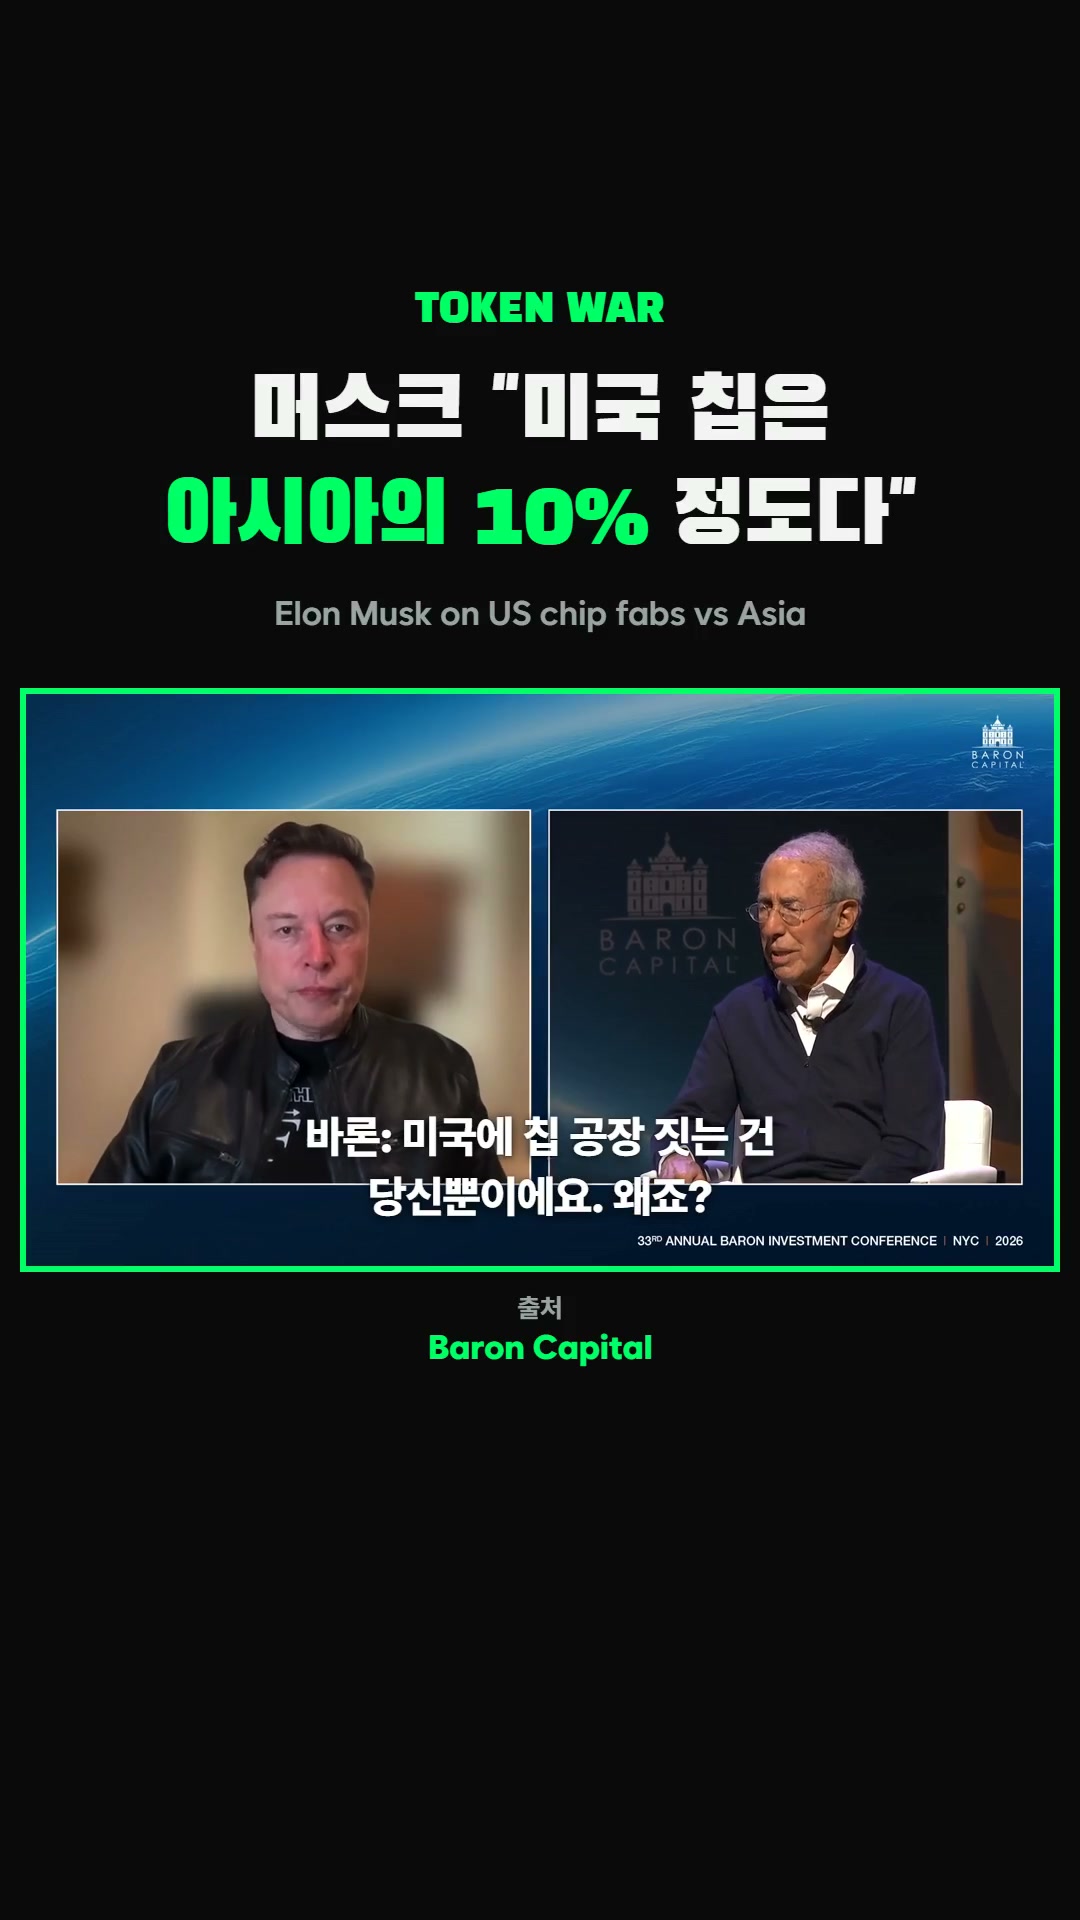 TOKEN WAR
머스크 "미국 칩은
아시아의 10% 정도다"
Elon Musk on US chip fabs vs Asia
BARON
CAPITAL
BARON
CAPITAL
바론: 미국에 칩 공장 짓는 건
당신뿐이에요. 왜죠?
33RD ANNUAL BARON INVESTMENT CONFERENCE | NYC | 2026
출처
Baron Capital